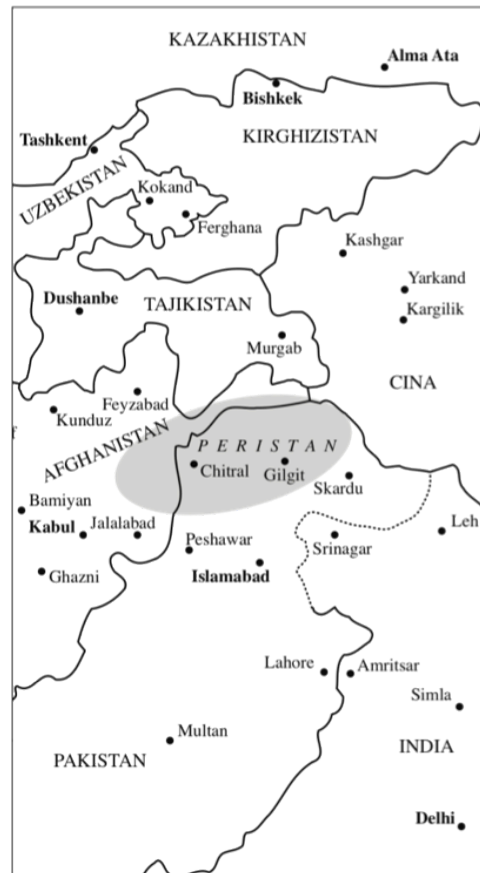 KAZAKHISTAN
Alma Ata
Bishkek
KIRGHIZISTAN
Tashkent
UZBEKISTAN
Kokand
Ferghana
Kashgar
Yarkand
Kargilik
Dushanbe
TAJIKISTAN
Murgab
CINA
Feyzabad
Kunduz
AFGHANISTAN
PERISTAN
Chitral
Gilgit
Skardu
Bamiyan
Kabul
Jalalabad
Leh
Peshawar
Srinagar
Ghazni
Islamabad
Lahore
Amritsar
Simla
Multan
PAKISTAN
INDIA
Delhi